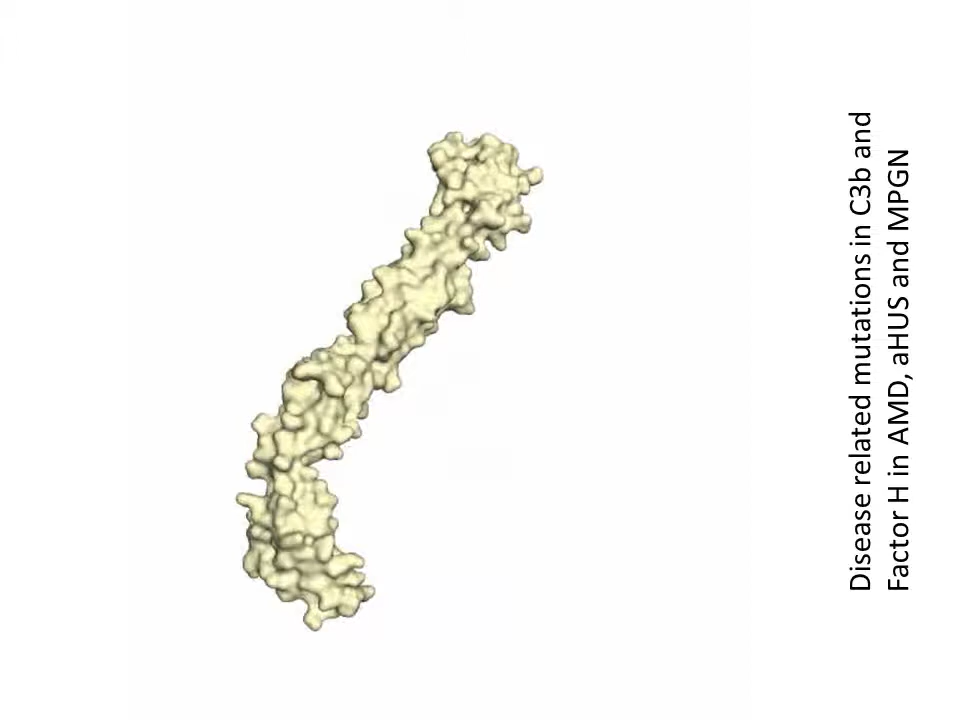 Disease related mutations in C3b and
Factor H in AMD, aHUS and MPGN